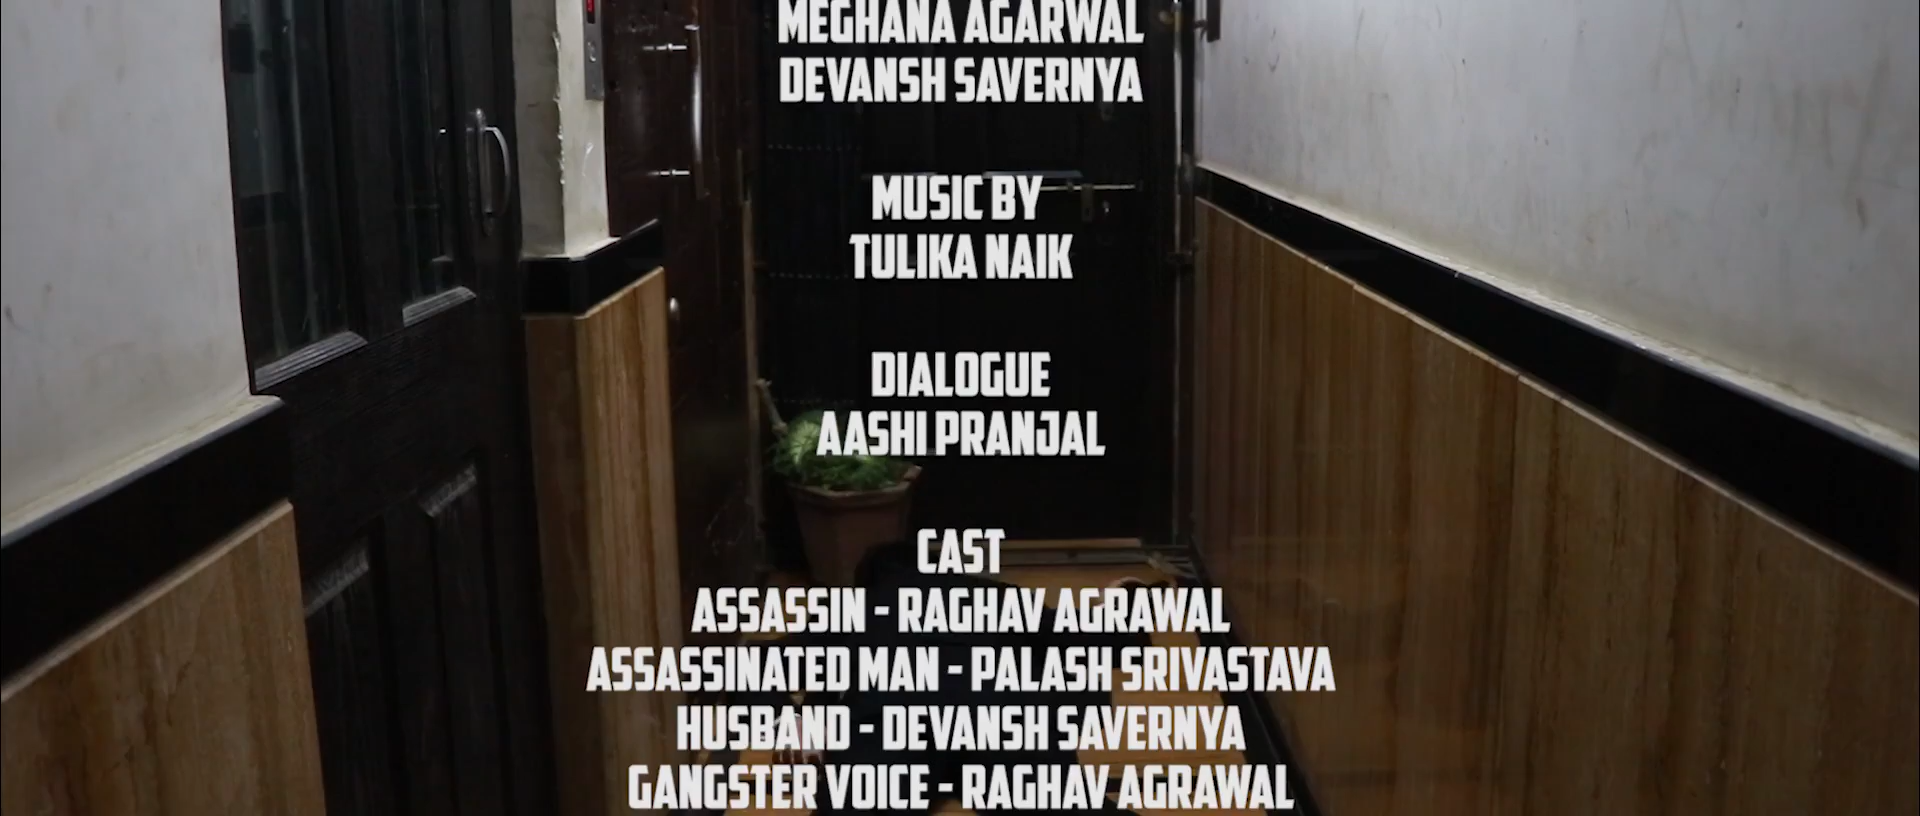 MEGHANA AGARWAL
DEVANSH SAVERNYA
MUSIC BY
TULIKA NAIK
DIALOGUE
AASHI PRANJAL
CAST
ASSASSIN - RAGHAV AGRAWAL
ASSASSINATED MAN - PALASH SRIVASTAVA
HUSBAND - DEVANSH SAVERNYA
GANGSTER VOICE - RAGHAV AGRAWAL